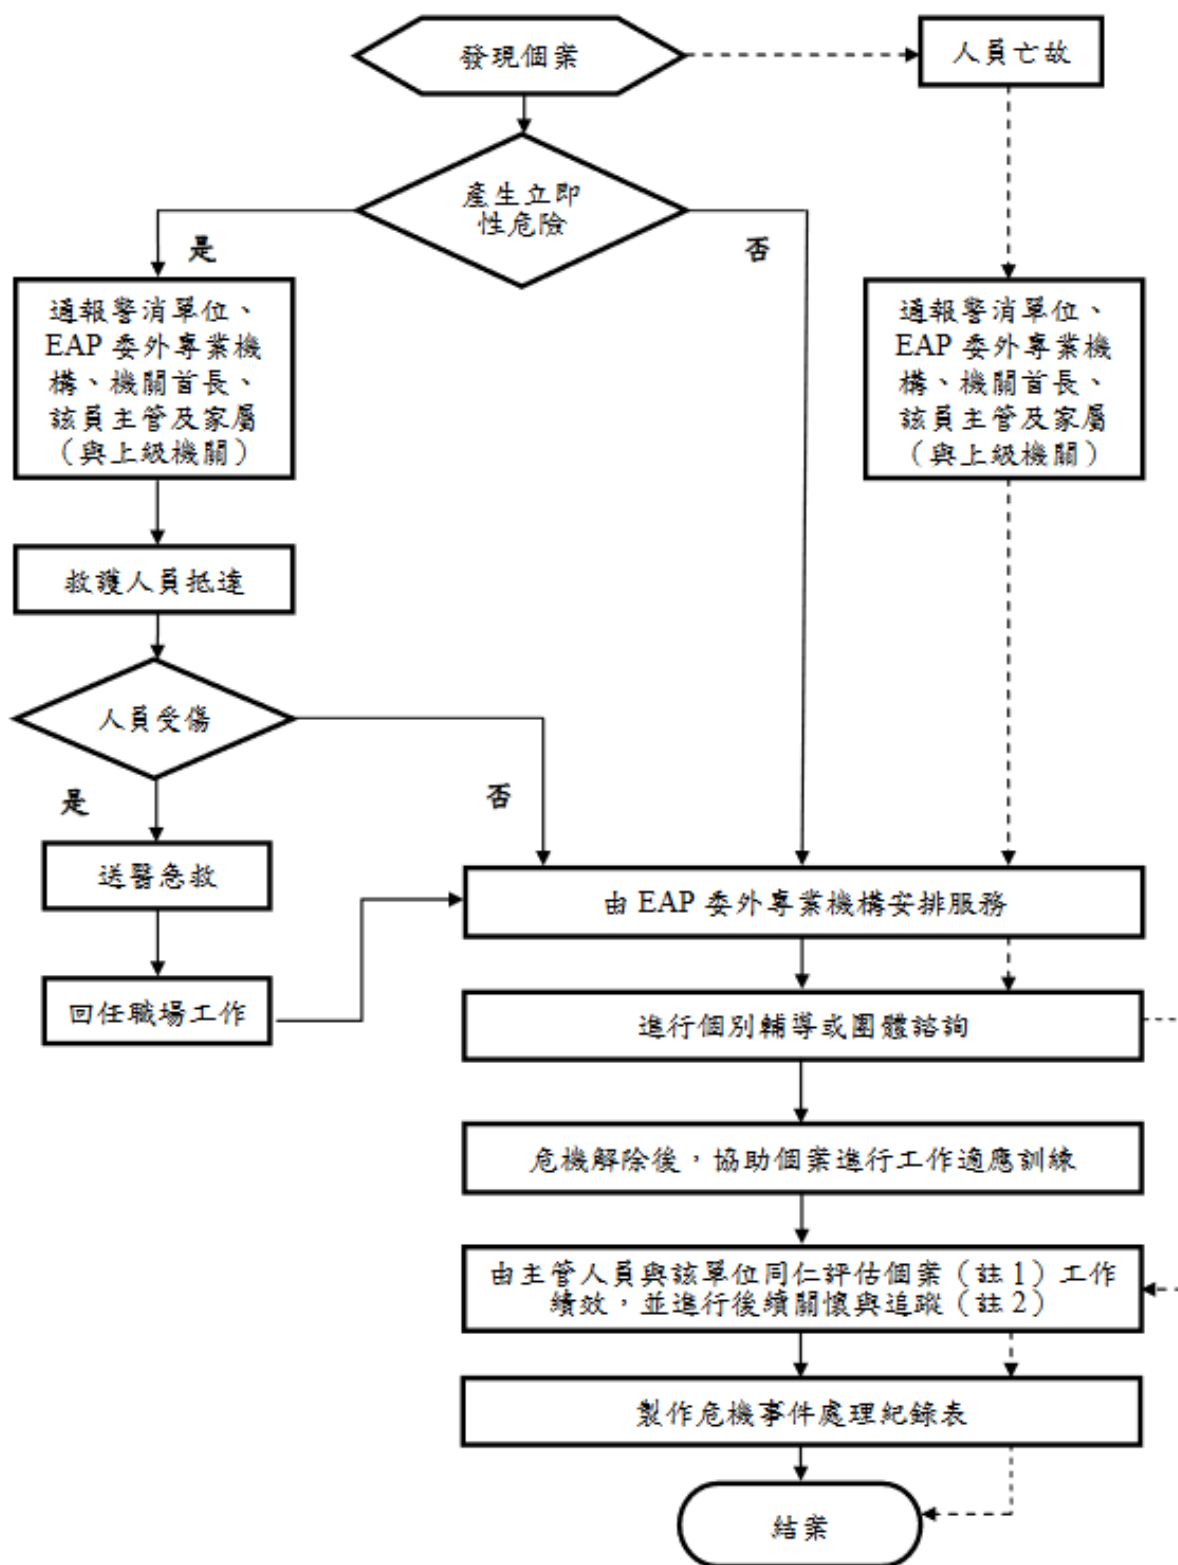 發現個案
人員亡故
產生立即
性危險
是
否
通報警消單位、
EAP 委外專業機
構、機關首長、
該員主管及家屬
（與上級機關）
通報警消單位、
EAP 委外專業機
構、機關首長、
該員主管及家屬
（與上級機關）
救護人員抵達
人員受傷
是
否
送醫急救
由 EAP 委外專業機構安排服務
回任職場工作
進行個別輔導或團體諮詢
危機解除後，協助個案進行工作適應訓練
由主管人員與該單位同仁評估個案（註 1）工作
績效，並進行後續關懷與追蹤（註 2）
製作危機事件處理紀錄表
結案